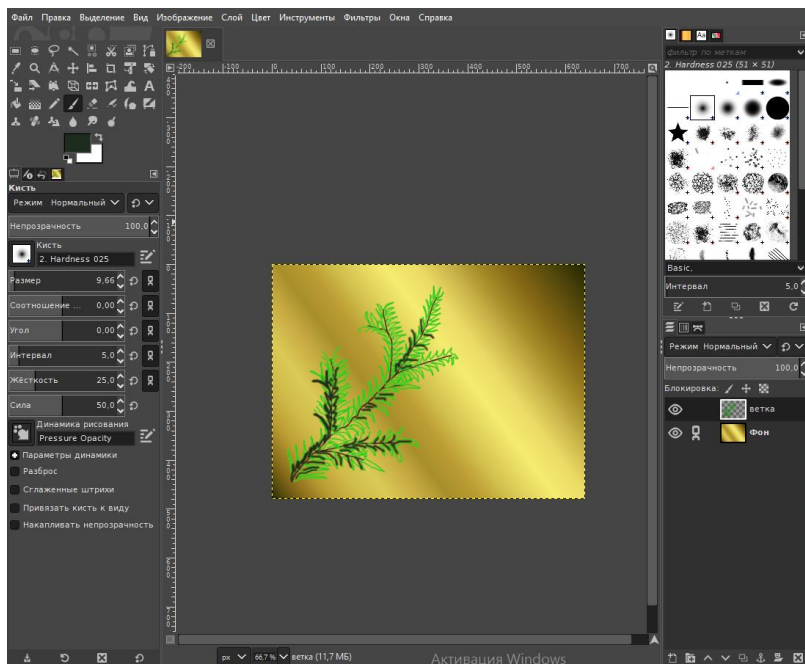 Файл Правка Выделение Вид Изображение Слой Цвет Инструменты Фильтры Окна Справка
фильтр по меткам
2. Hardness 025 (51 × 51)
Кисть
Режим Нормальный
Непрозрачность 100,0
Кисть
2. Hardness 025
Размер 9,66
Соотношение ... 0,00
Угол 0,00
Интервал 5,0
Жёсткость 25,0
Сила 50,0
Динамика рисования
Pressure Opacity
Параметры динамики
Разброс
Сглаженные штрихи
Привязать кисть к виду
Накапливать непрозрачность
Basic,
Интервал 5,0
Режим Нормальный
Непрозрачность 100,0
Блокировка:
ветка
Фон
px 66,7 % ветка (11,7 МБ)
Активация Windows